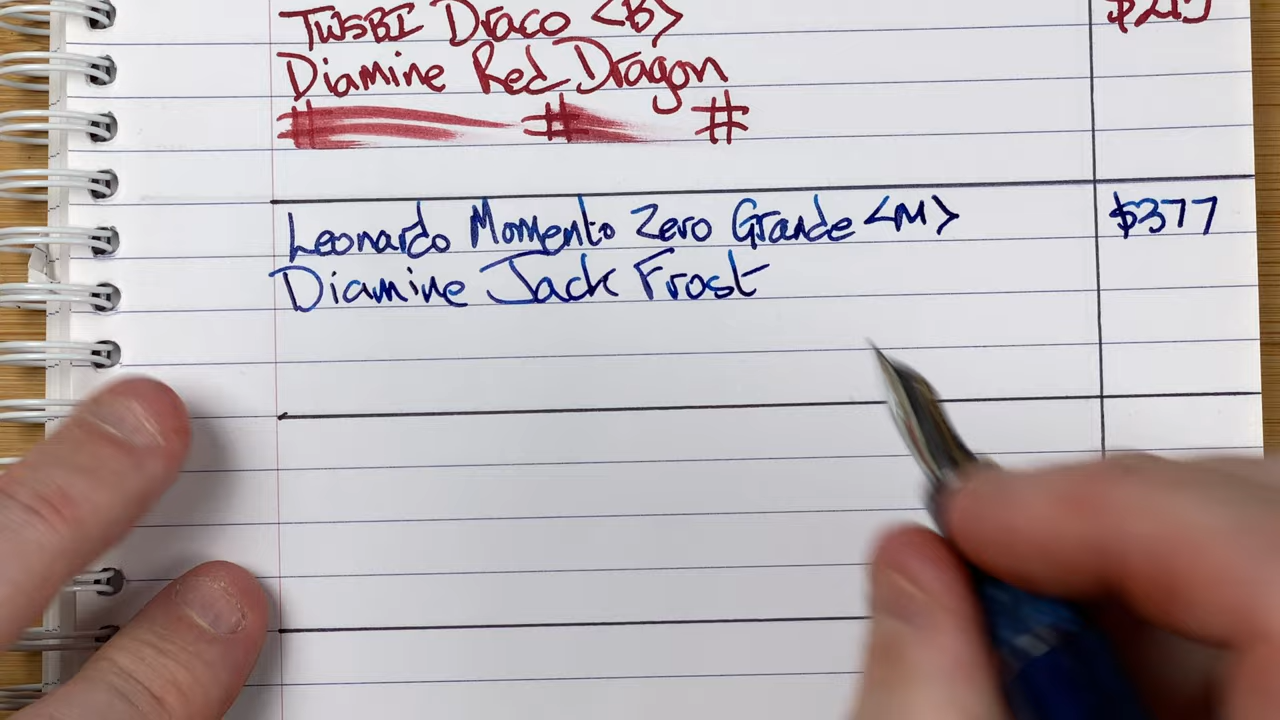 TWSBI Draco <B>
Diamine Red Dragon
# # #
Leonardo Momento Zero Grande <M> $377
Diamine Jack Frost